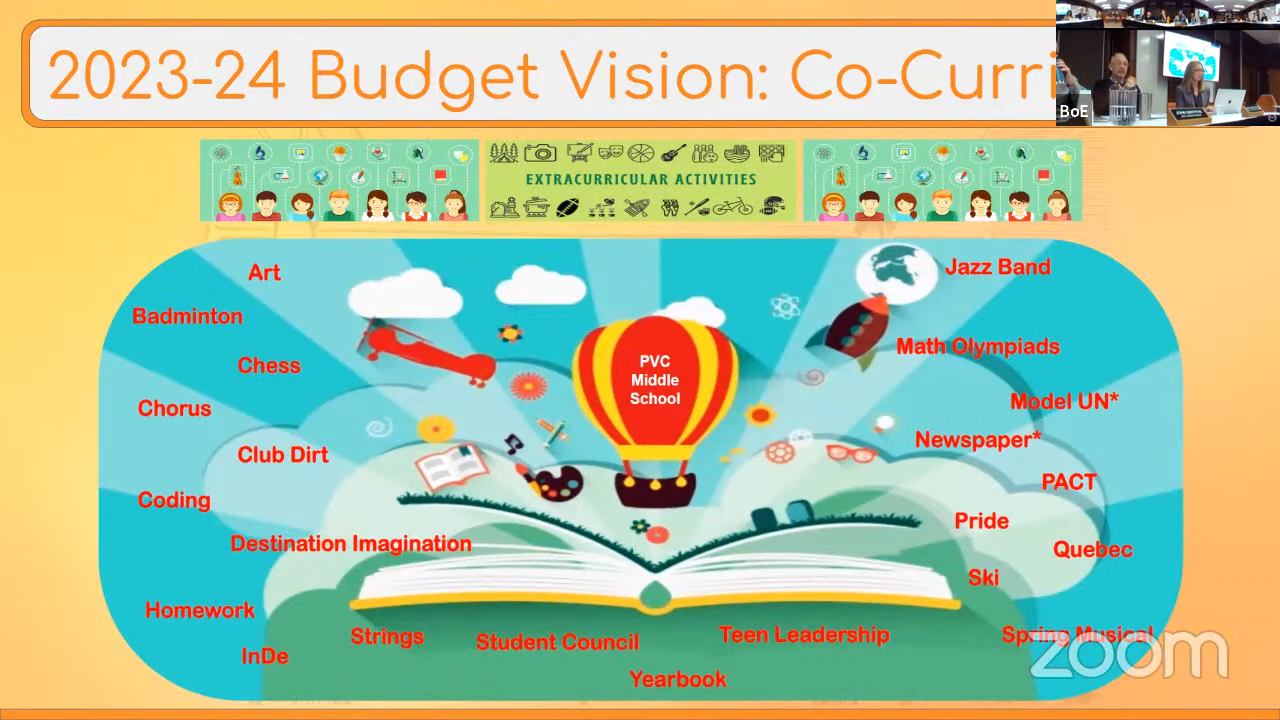 2023-24 Budget Vision: Co-Curri
BoE
EXTRACURRICULAR ACTIVITIES
Art
Jazz Band
Badminton
PVC
Middle
School
Math Olympiads
Chess
Model UN*
Chorus
Newspaper*
Club Dirt
PACT
Coding
Pride
Destination Imagination
Quebec
Ski
Homework
Strings
Student Council
Teen Leadership
Spring Musical
InDe
Yearbook
zoom